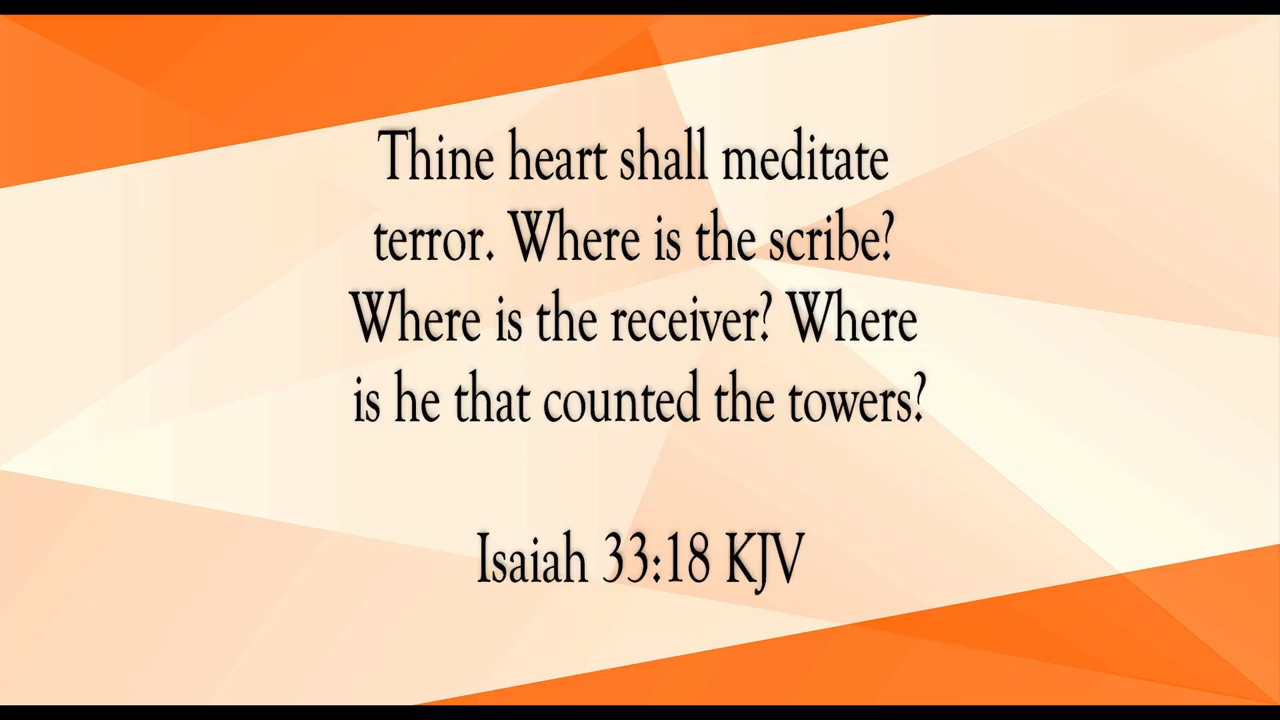 Thine heart shall meditate
terror. Where is the scribe?
Where is the receiver? Where
is he that counted the towers?
Isaiah 33:18 KJV